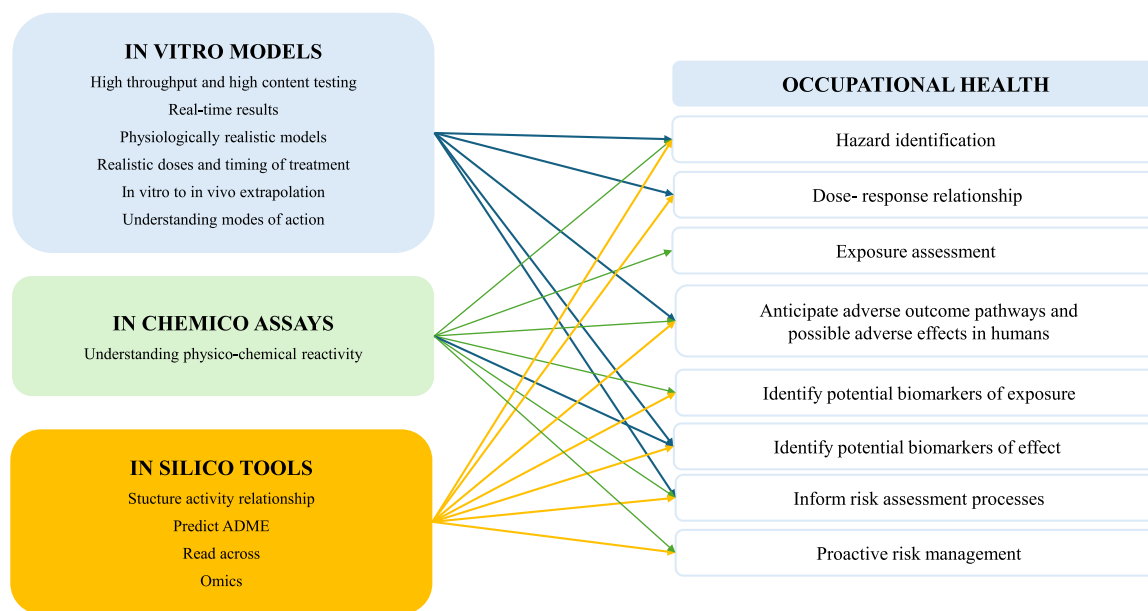 IN VITRO MODELS
High throughput and high content testing
Real-time results
Physiologically realistic models
Realistic doses and timing of treatment
In vitro to in vivo extrapolation
Understanding modes of action
IN CHEMICO ASSAYS
Understanding physico-chemical reactivity
IN SILICO TOOLS
Stucture activity relationship
Predict ADME
Read across
Omics
OCCUPATIONAL HEALTH
Hazard identification
Dose- response relationship
Exposure assessment
Anticipate adverse outcome pathways and
possible adverse effects in humans
Identify potential biomarkers of exposure
Identify potential biomarkers of effect
Inform risk assessment processes
Proactive risk management